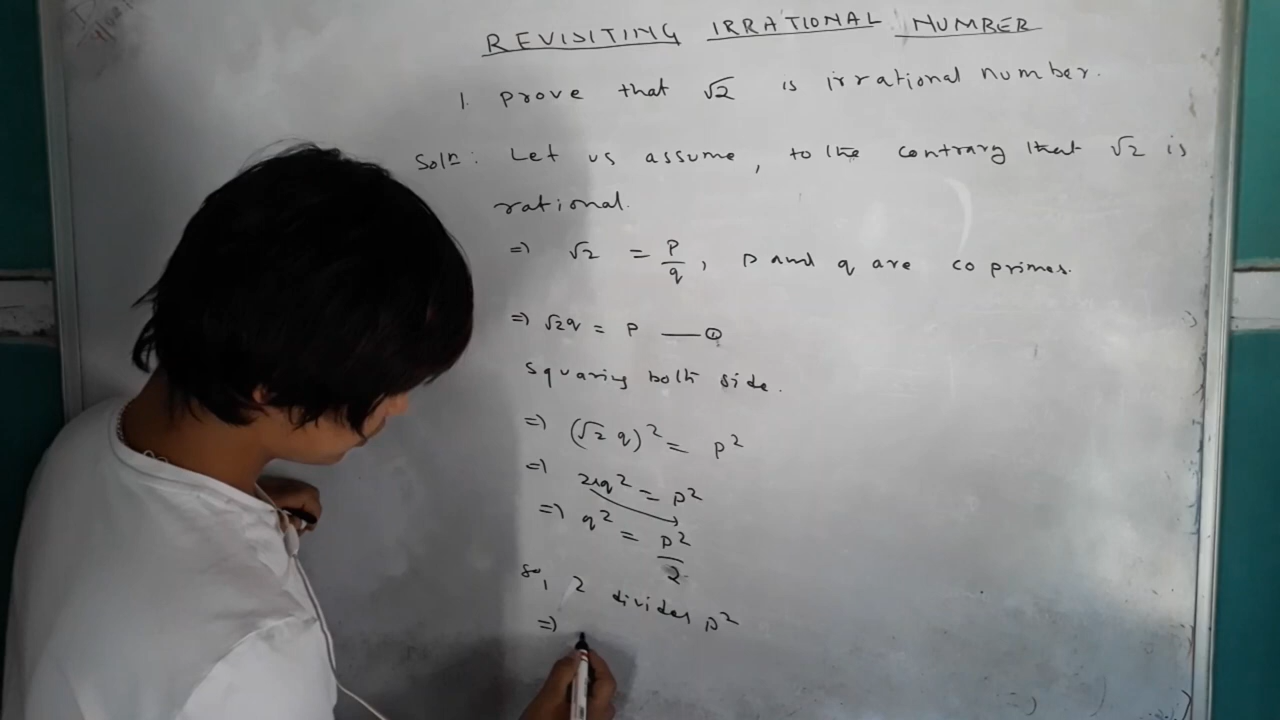 REVISITING IRRATIONAL NUMBER
1. prove that √2 is irrational number.
Solⁿ: Let us assume, to the contrary that √2 is
rational.
⇒ √2 = p/q, p and q are co primes.
⇒ √2q = p —— ①
squaring both side.
⇒ (√2 q)² = p²
⇒ 2q² = p²
⇒ q² = p²/2
so, 2 divides p²
⇒